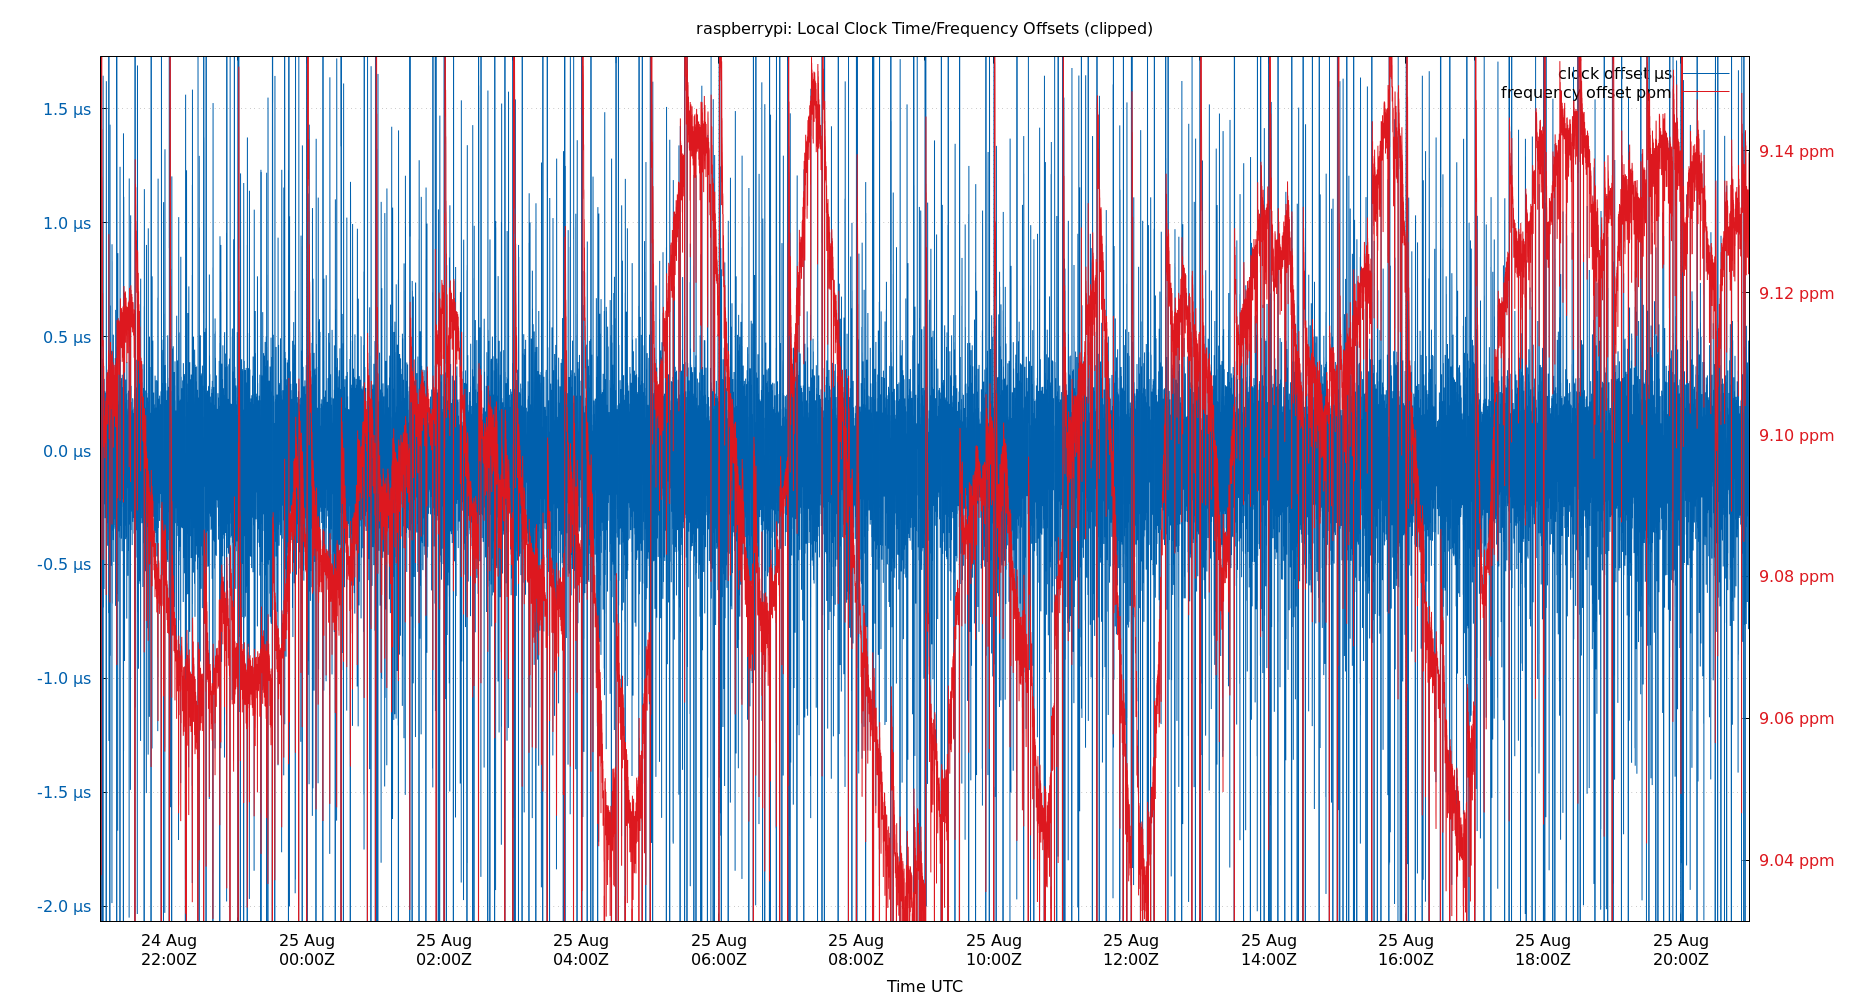 raspberrypi: Local Clock Time/Frequency Offsets (clipped)
clock offset µs
frequency offset ppm
1.5 µs
1.0 µs
0.5 µs
0.0 µs
-0.5 µs
-1.0 µs
-1.5 µs
-2.0 µs
9.14 ppm
9.12 ppm
9.10 ppm
9.08 ppm
9.06 ppm
9.04 ppm
24 Aug 25 Aug 25 Aug 25 Aug 25 Aug 25 Aug 25 Aug 25 Aug 25 Aug 25 Aug 25 Aug 25 Aug
22:00Z 00:00Z 02:00Z 04:00Z 06:00Z 08:00Z 10:00Z 12:00Z 14:00Z 16:00Z 18:00Z 20:00Z
Time UTC